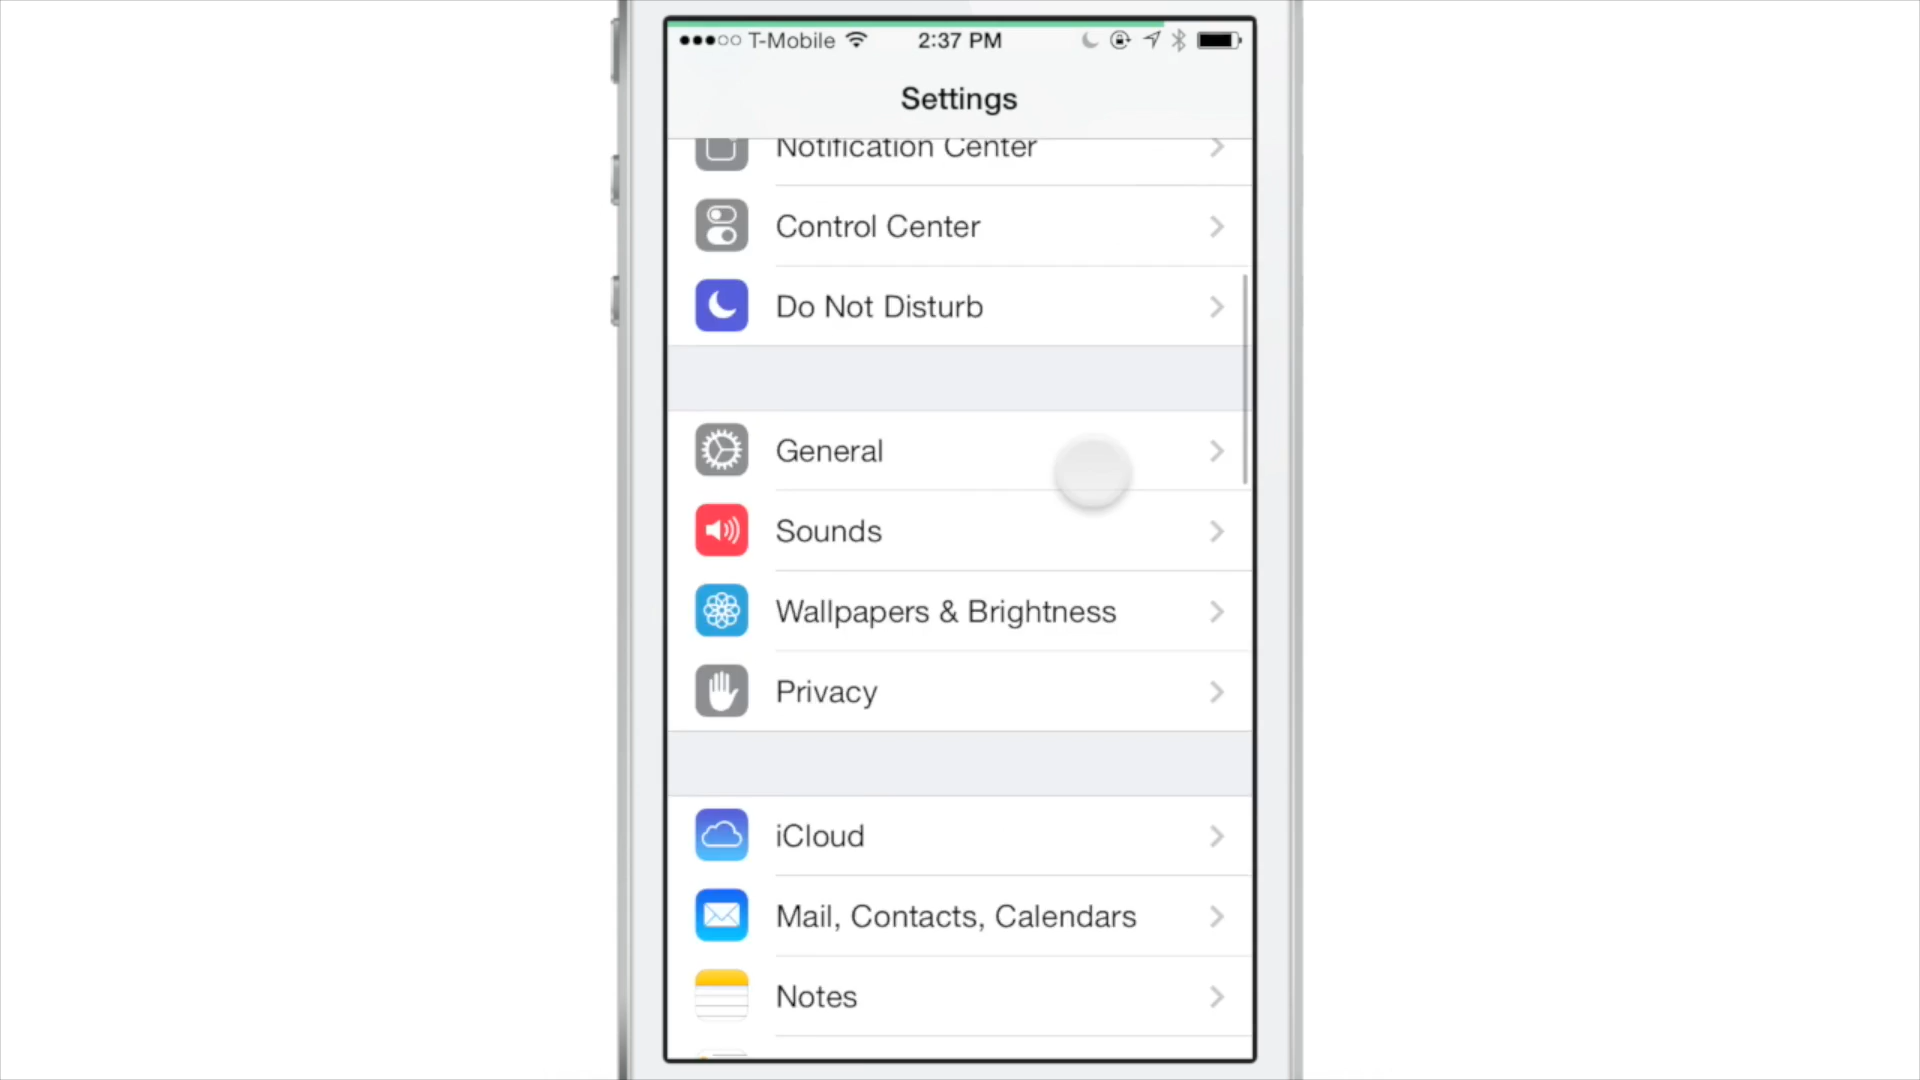 T-Mobile 2:37 PM
Settings
Notification Center
Control Center
Do Not Disturb
General
Sounds
Wallpapers & Brightness
Privacy
iCloud
Mail, Contacts, Calendars
Notes